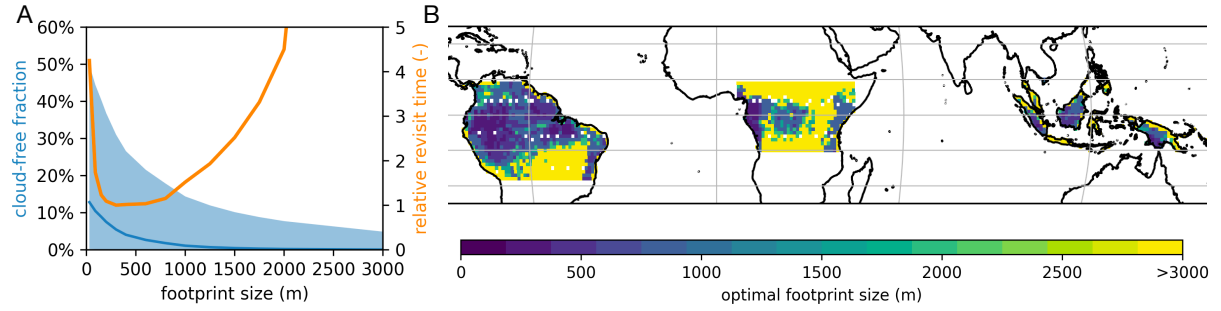 A
60%
50%
40%
30%
20%
10%
0%
cloud-free fraction
0 500 1000 1500 2000 2500 3000
footprint size (m)
5
4
3
2
1
0
relative revisit time (-)
B
0 500 1000 1500 2000 2500 >3000
optimal footprint size (m)